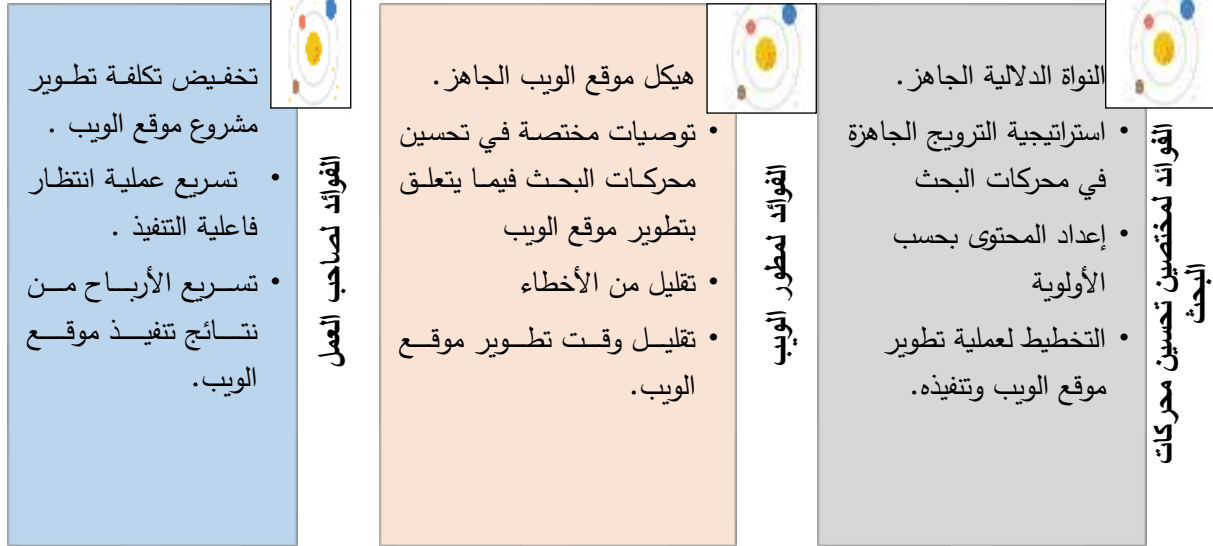 الفوائد لمختصين تحسين محركات
البحث
النواة الدلالية الجاهز.
• استراتيجية الترويج الجاهزة
في محركات البحث
• إعداد المحتوى بحسب
الأولوية
• التخطيط لعملية تطوير
موقع الويب وتنفيذه.
الفوائد لمطور الويب
هيكل موقع الويب الجاهز.
• توصيات مختصة في تحسين
محركات البحث فيما يتعلق
بتطوير موقع الويب
• تقليل من الأخطاء
• تقليل وقت تطوير موقع
الويب.
الفوائد لصاحب العمل
تخفيض تكلفة تطوير
مشروع موقع الويب .
• تسريع عملية انتظار
فاعلية التنفيذ .
• تسريع الأرباح من
نتائج تنفيذ موقع
الويب.